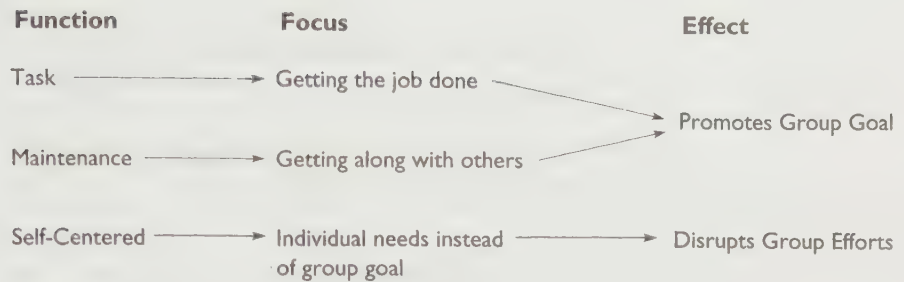 Function Focus Effect
Task Getting the job done
Promotes Group Goal
Maintenance Getting along with others
Self-Centered Individual needs instead Disrupts Group Efforts
of group goal